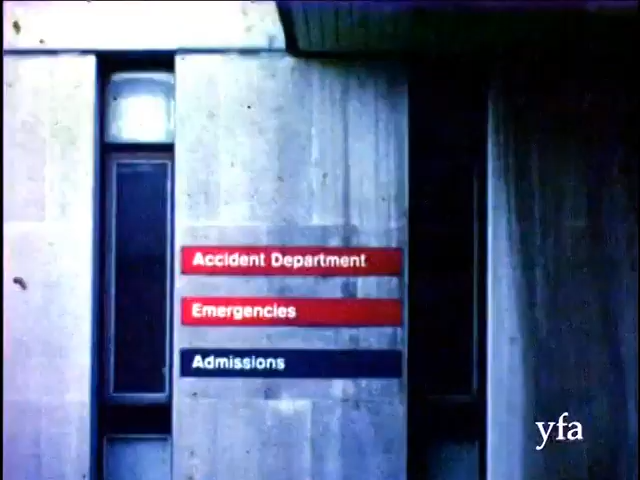 Accident Department
Emergencies
Admissions
yfa